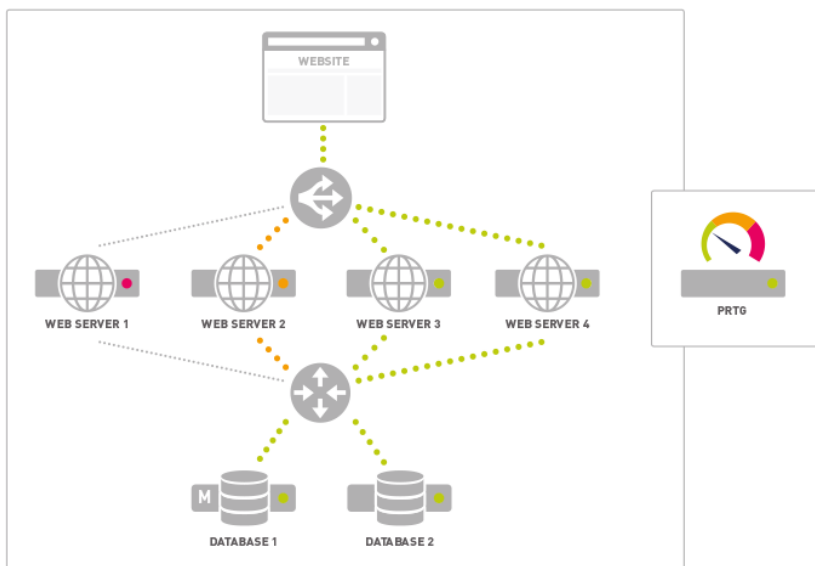 WEBSITE
WEB SERVER 1
WEB SERVER 2
WEB SERVER 3
WEB SERVER 4
PRTG
M
DATABASE 1
DATABASE 2